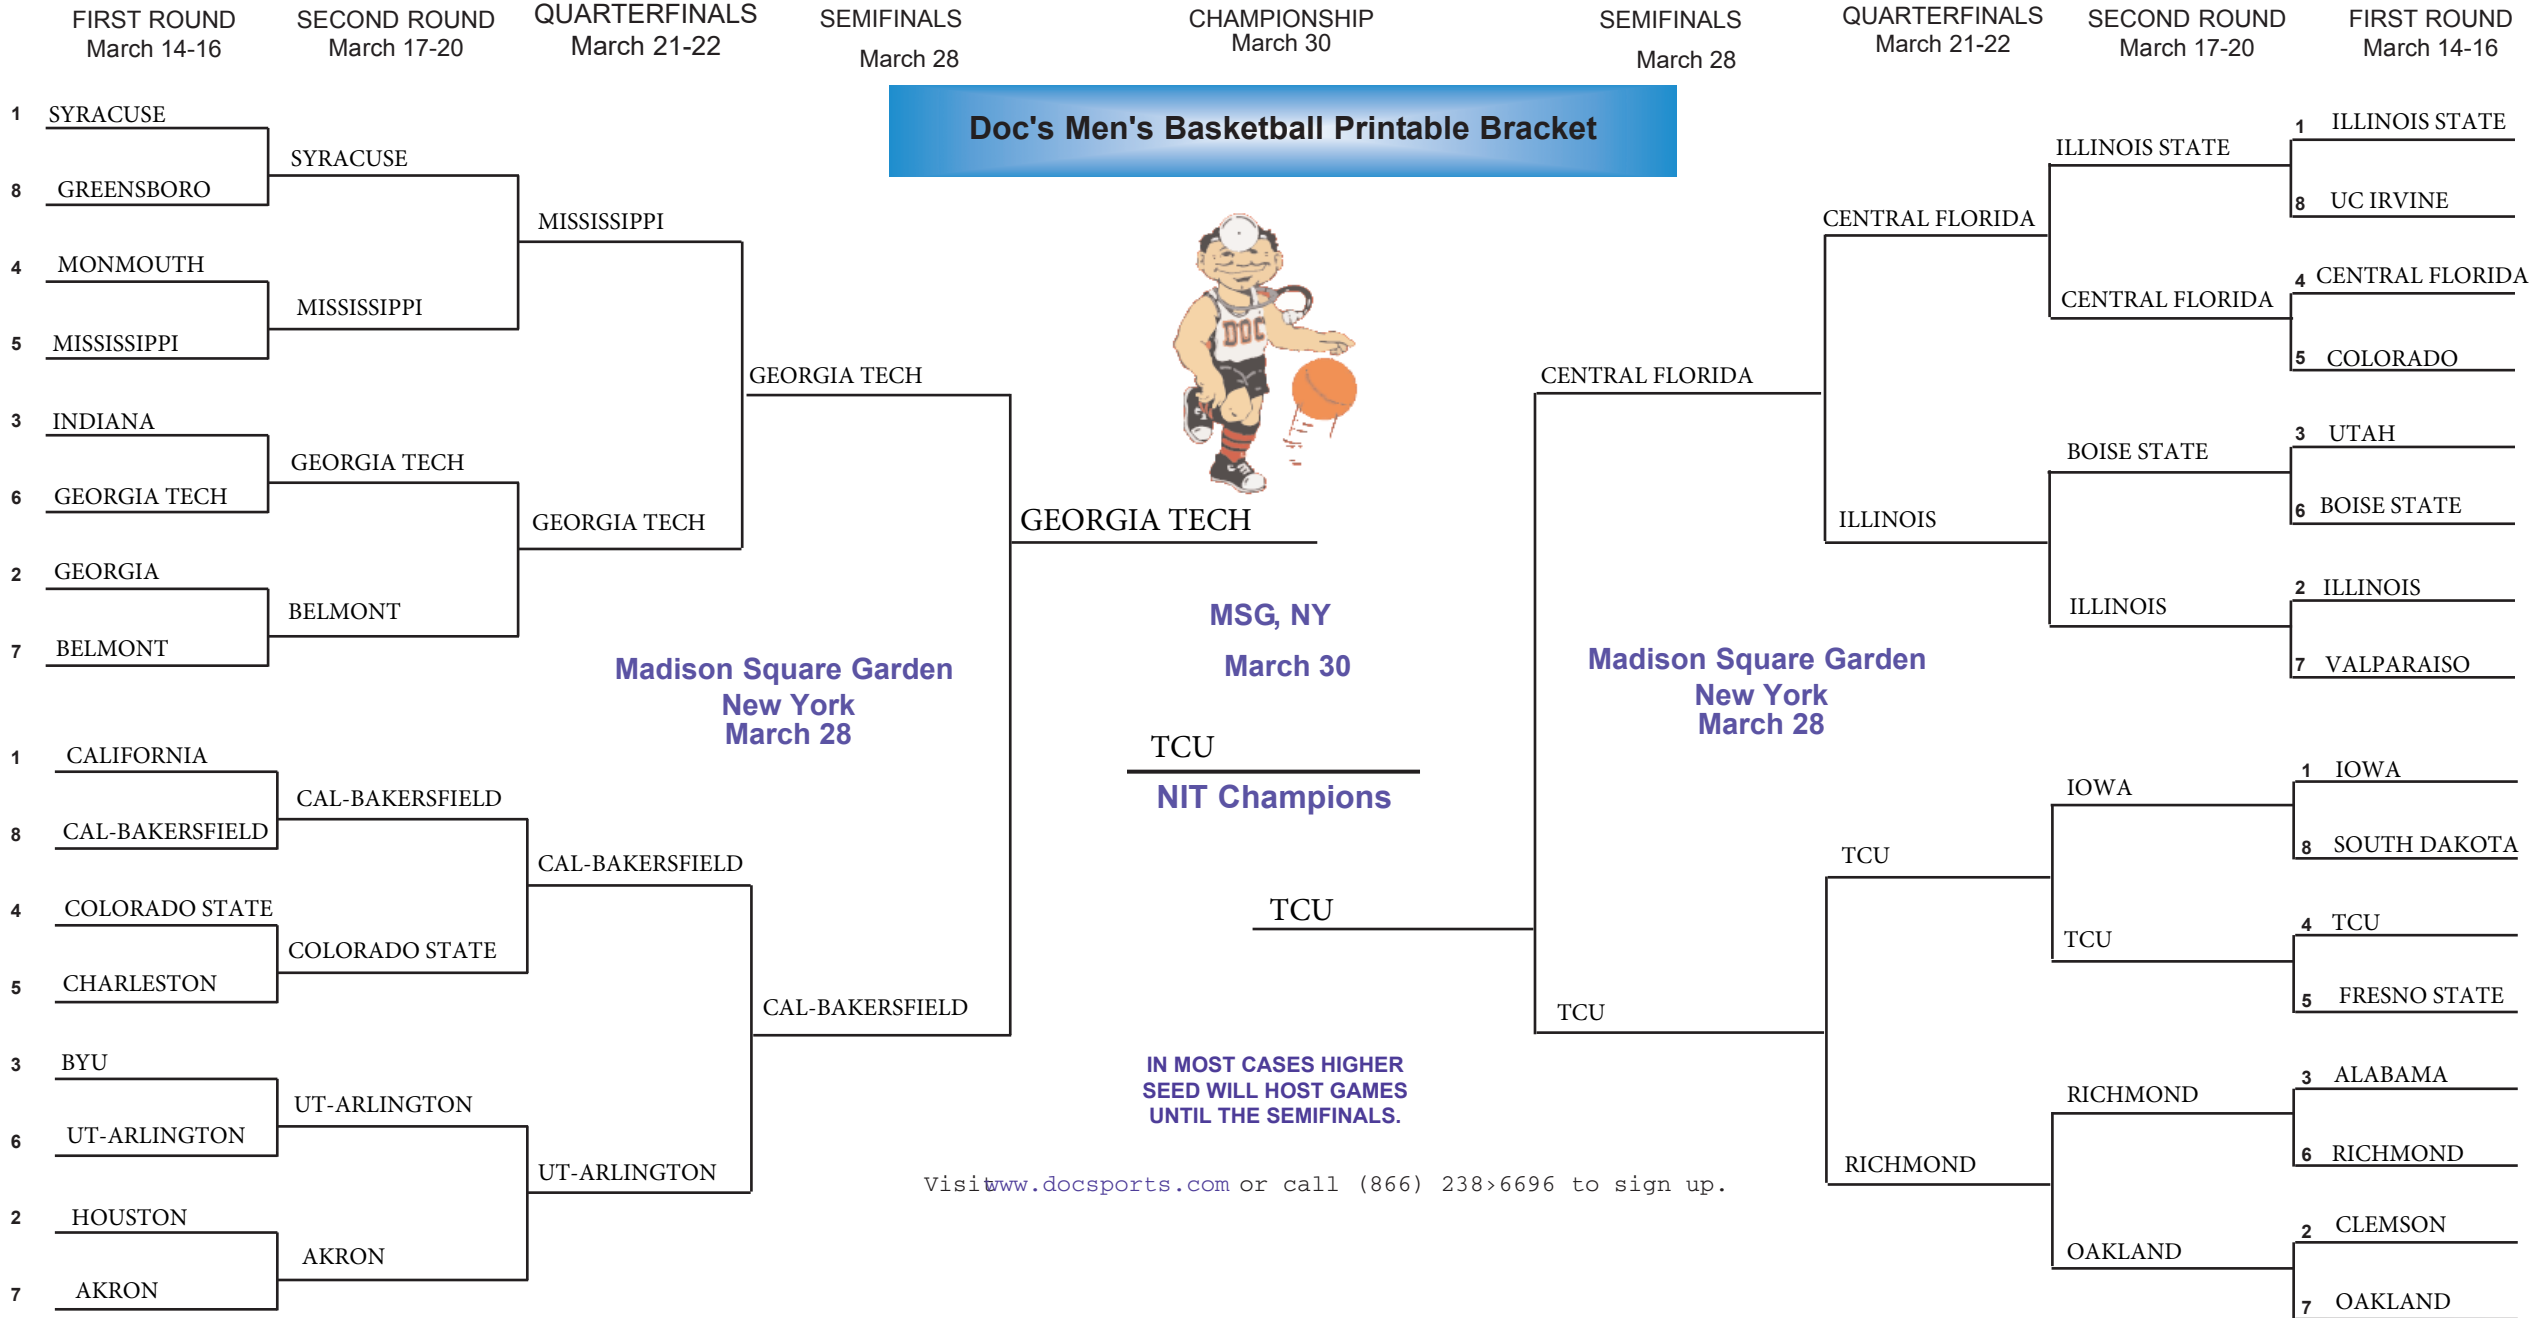 FIRST ROUND
March 14-16
SECOND ROUND
March 17-20
QUARTERFINALS
March 21-22
SEMIFINALS
March 28
CHAMPIONSHIP
March 30
SEMIFINALS
March 28
QUARTERFINALS
March 21-22
SECOND ROUND
March 17-20
FIRST ROUND
March 14-16
Doc's Men's Basketball Printable Bracket
1 SYRACUSE
8 GREENSBORO
4 MONMOUTH
5 MISSISSIPPI
3 INDIANA
6 GEORGIA TECH
2 GEORGIA
7 BELMONT
1 CALIFORNIA
8 CAL-BAKERSFIELD
4 COLORADO STATE
5 CHARLESTON
3 BYU
6 UT-ARLINGTON
2 HOUSTON
7 AKRON
SYRACUSE
MISSISSIPPI
GEORGIA TECH
BELMONT
CAL-BAKERSFIELD
COLORADO STATE
UT-ARLINGTON
AKRON
MISSISSIPPI
GEORGIA TECH
CAL-BAKERSFIELD
UT-ARLINGTON
GEORGIA TECH
CAL-BAKERSFIELD
Madison Square Garden
New York
March 28
DOC
GEORGIA TECH
MSG, NY
March 30
TCU
NIT Champions
TCU
IN MOST CASES HIGHER
SEED WILL HOST GAMES
UNTIL THE SEMIFINALS.
Visit www.docsports.com or call (866) 238›6696 to sign up.
CENTRAL FLORIDA
TCU
Madison Square Garden
New York
March 28
CENTRAL FLORIDA
ILLINOIS
TCU
RICHMOND
ILLINOIS STATE
CENTRAL FLORIDA
BOISE STATE
ILLINOIS
IOWA
TCU
RICHMOND
OAKLAND
1 ILLINOIS STATE
8 UC IRVINE
4 CENTRAL FLORIDA
5 COLORADO
3 UTAH
6 BOISE STATE
2 ILLINOIS
7 VALPARAISO
1 IOWA
8 SOUTH DAKOTA
4 TCU
5 FRESNO STATE
3 ALABAMA
6 RICHMOND
2 CLEMSON
7 OAKLAND